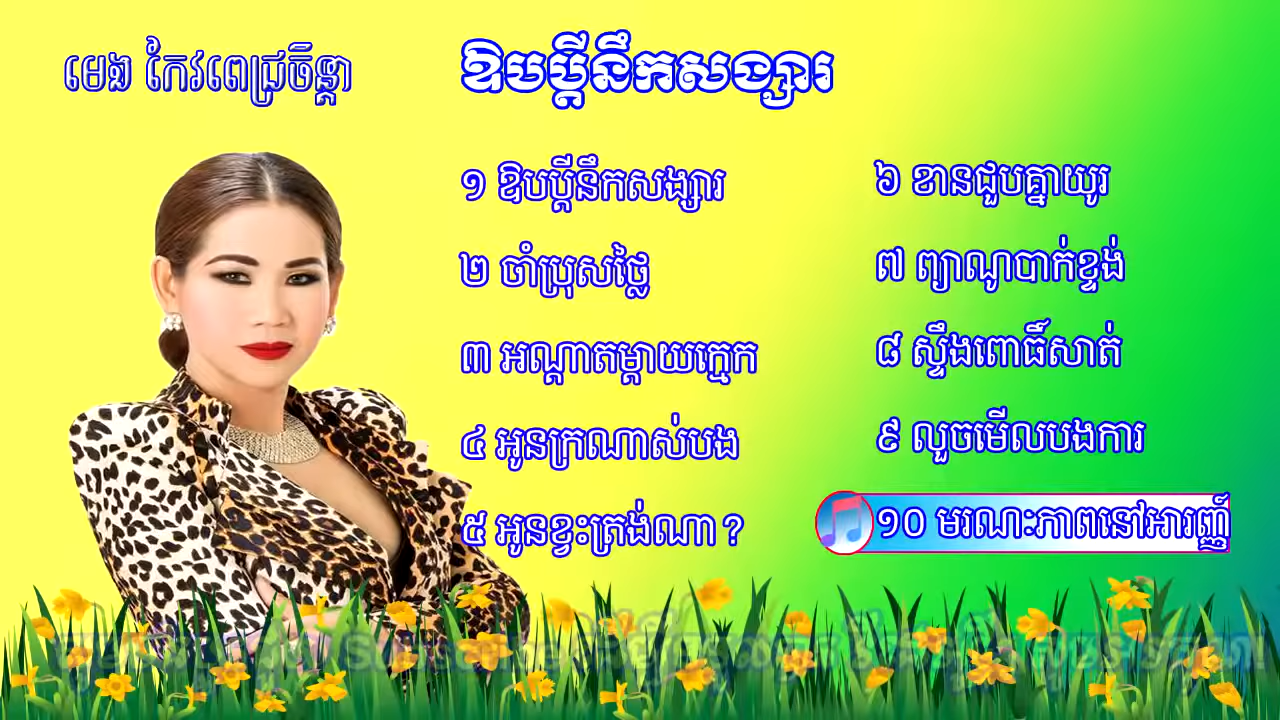 មេង កែវពេជ្រចិន្តា
ឱបប្តីនឹកសង្សារ
១ ឱបប្តីនឹកសង្សារ
២ ចាំប្រុសថ្លៃ
៣ អណ្តាតម្តាយក្មេក
៤ អូនក្រណាស់បង
៥ អូនខ្វះត្រង់ណា ?
៦ ខានជួបគ្នាយូរ
៧ ព្យាណូបាក់ខ្ទង់
៨ ស្ទឹងពោធិ៍សាត់
៩ លួចមើលបងការ
១០ មរណៈភាពនៅអារញ្ញ៍